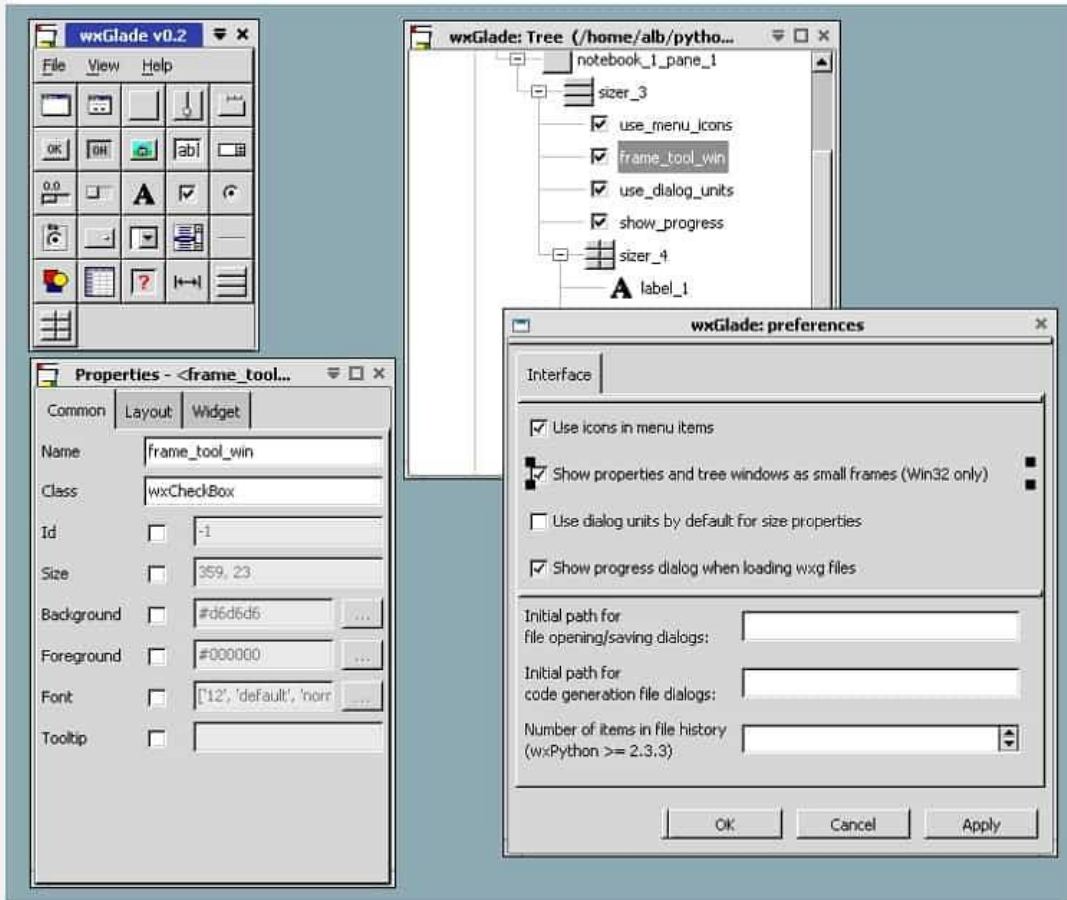 wxGlade v0.2
File View Help
OK
ON
ab
0.0
A
?
wxGlade: Tree (/home/alb/pytho...
notebook_1_pane_1
sizer_3
use_menu_icons
frame_tool_win
use_dialog_units
show_progress
sizer_4
A label_1
Properties - <frame_tool...
Common Layout Widget
Name frame_tool_win
Class wxCheckBox
Id -1
Size 359, 23
Background #d6d6d6 ...
Foreground #000000 ...
Font ['12', 'default', 'norr ...
Tooltip
wxGlade: preferences
Interface
Use icons in menu items
Show properties and tree windows as small frames (Win32 only)
Use dialog units by default for size properties
Show progress dialog when loading wxg files
Initial path for
file opening/saving dialogs:
Initial path for
code generation file dialogs:
Number of items in file history
(wxPython >= 2.3.3)
OK Cancel Apply